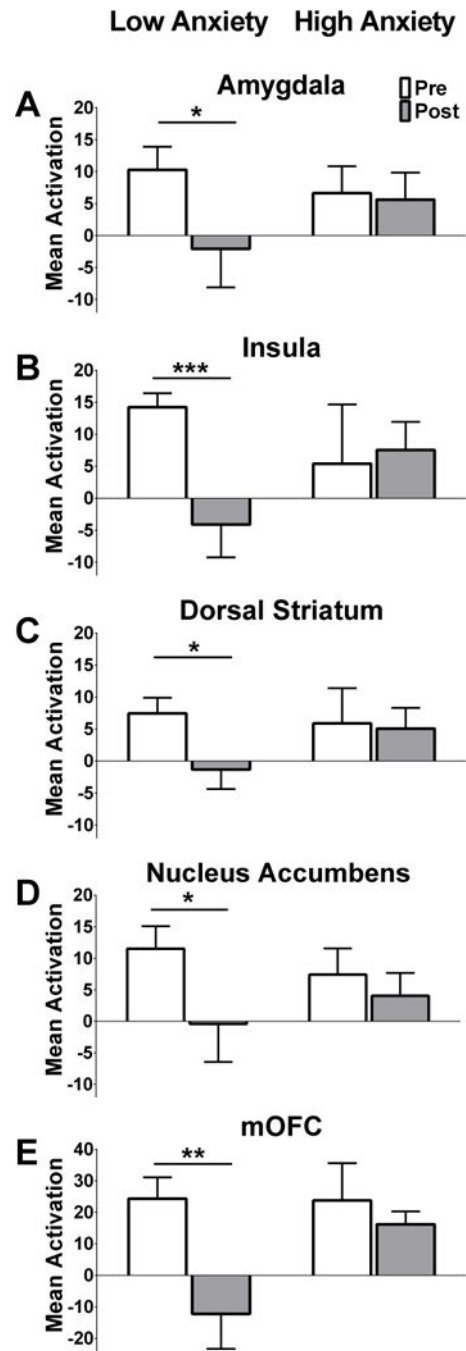 Low Anxiety High Anxiety
Amygdala
A
Pre
Post
*
Mean Activation
20
15
10
5
0
-5
-10
Insula
B
***
Mean Activation
20
15
10
5
0
-5
-10
Dorsal Striatum
C
*
Mean Activation
20
15
10
5
0
-5
-10
Nucleus Accumbens
D
*
Mean Activation
20
15
10
5
0
-5
-10
mOFC
E
**
Mean Activation
40
30
20
10
0
-10
-20